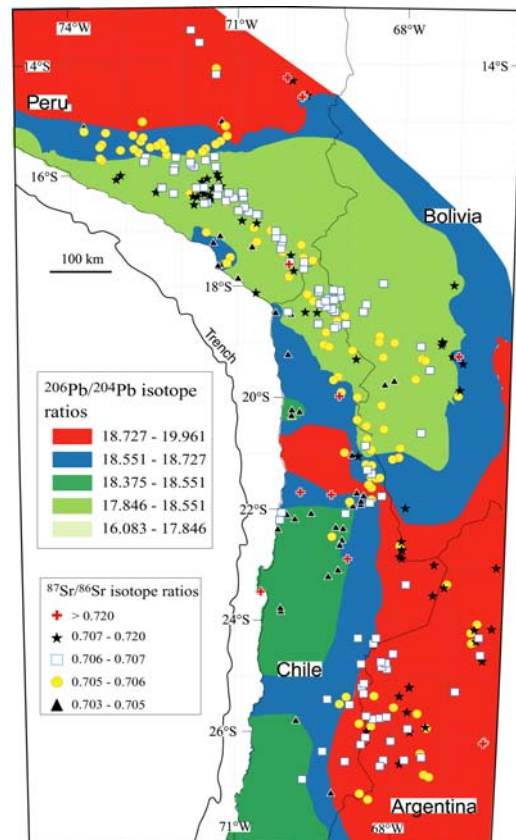 74°W
71°W
68°W
14°S
14°S
Peru
16°S
Bolivia
100 km
18°S
Trench
206Pb/204Pb isotope
ratios
18.727 - 19.961
18.551 - 18.727
18.375 - 18.551
17.846 - 18.551
16.083 - 17.846
20°S
22°S
87Sr/86Sr isotope ratios
> 0.720
0.707 - 0.720
0.706 - 0.707
0.705 - 0.706
0.703 - 0.705
24°S
Chile
26°S
71°W
68°W
Argentina